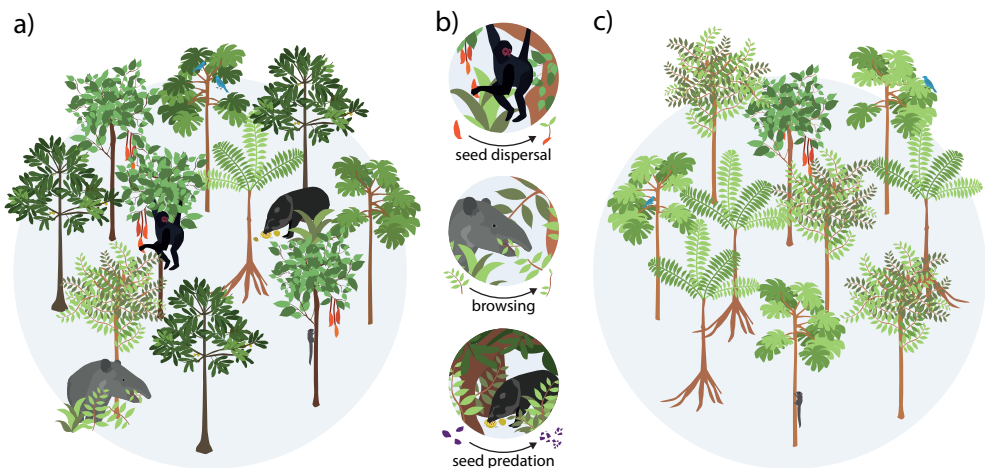 a)
b)
seed dispersal
browsing
seed predation
c)